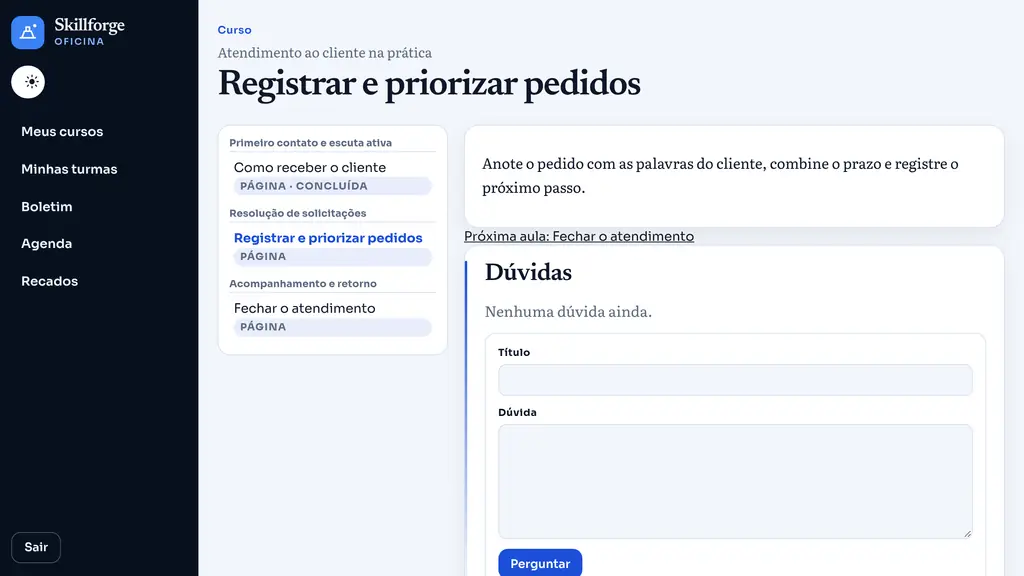 Skillforge
OFICINA
Meus cursos
Minhas turmas
Boletim
Agenda
Recados
Sair
Curso
Atendimento ao cliente na prática
Registrar e priorizar pedidos
Primeiro contato e escuta ativa
Como receber o cliente
PÁGINA · CONCLUÍDA
Resolução de solicitações
Registrar e priorizar pedidos
PÁGINA
Acompanhamento e retorno
Fechar o atendimento
PÁGINA
Anote o pedido com as palavras do cliente, combine o prazo e registre o
próximo passo.
Próxima aula: Fechar o atendimento
Dúvidas
Nenhuma dúvida ainda.
Título
Dúvida
Perguntar